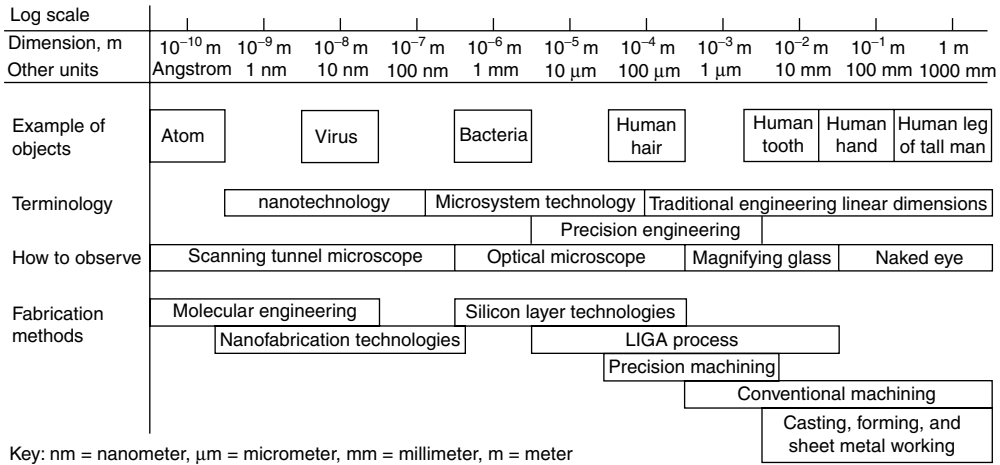 Log scale
Dimension, m 10⁻¹⁰ m 10⁻⁹ m 10⁻⁸ m 10⁻⁷ m 10⁻⁶ m 10⁻⁵ m 10⁻⁴ m 10⁻³ m 10⁻² m 10⁻¹ m 1 m
Other units Angstrom 1 nm 10 nm 100 nm 1 mm 10 μm 100 μm 1 μm 10 mm 100 mm 1000 mm
Example of
objects
Atom
Virus
Bacteria
Human
hair
Human
tooth
Human
hand
Human leg
of tall man
Terminology nanotechnology Microsystem technology Traditional engineering linear dimensions
Precision engineering
How to observe Scanning tunnel microscope Optical microscope Magnifying glass Naked eye
Fabrication
methods
Molecular engineering Silicon layer technologies
Nanofabrication technologies LIGA process
Precision machining
Conventional machining
Casting, forming, and
sheet metal working
Key: nm = nanometer, μm = micrometer, mm = millimeter, m = meter